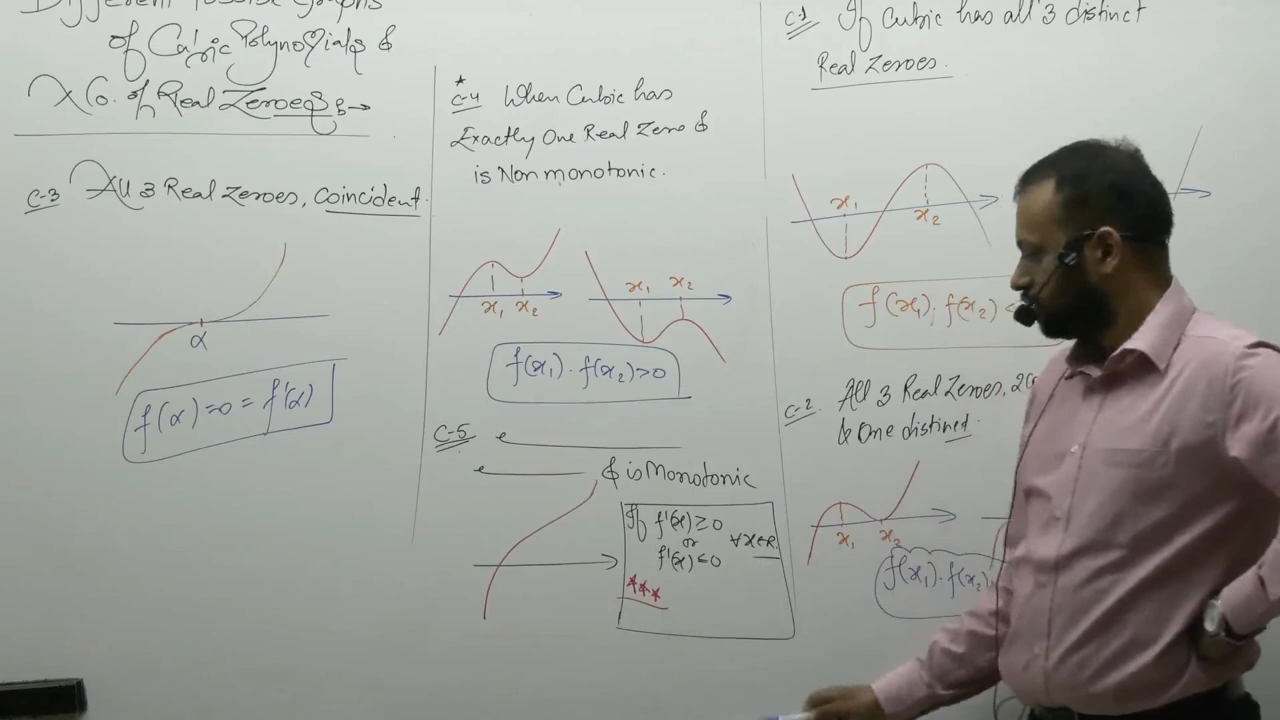 Different Possible Graphs
of Cubic Polynomials &
No. of Real Zeroes :→
C-3 All 3 Real Zeroes, Coincident.
α
f(α)=0=f'(α)
*
C-4 When Cubic has
Exactly One Real Zero &
is Non monotonic.
x₁ x₂
x₁ x₂
f(x₁).f(x₂)>0
C-5
& is Monotonic
If f'(x)≥0
or ∀x∈R
f'(x)≤0
***
C-1 If Cubic has all 3 distinct
Real Zeroes.
x₁ x₂
f(x₁).f(x₂) <
C-2. All 3 Real Zeroes, 2
& One distinct.
x₁ x₂
f(x₁).f(x₂)